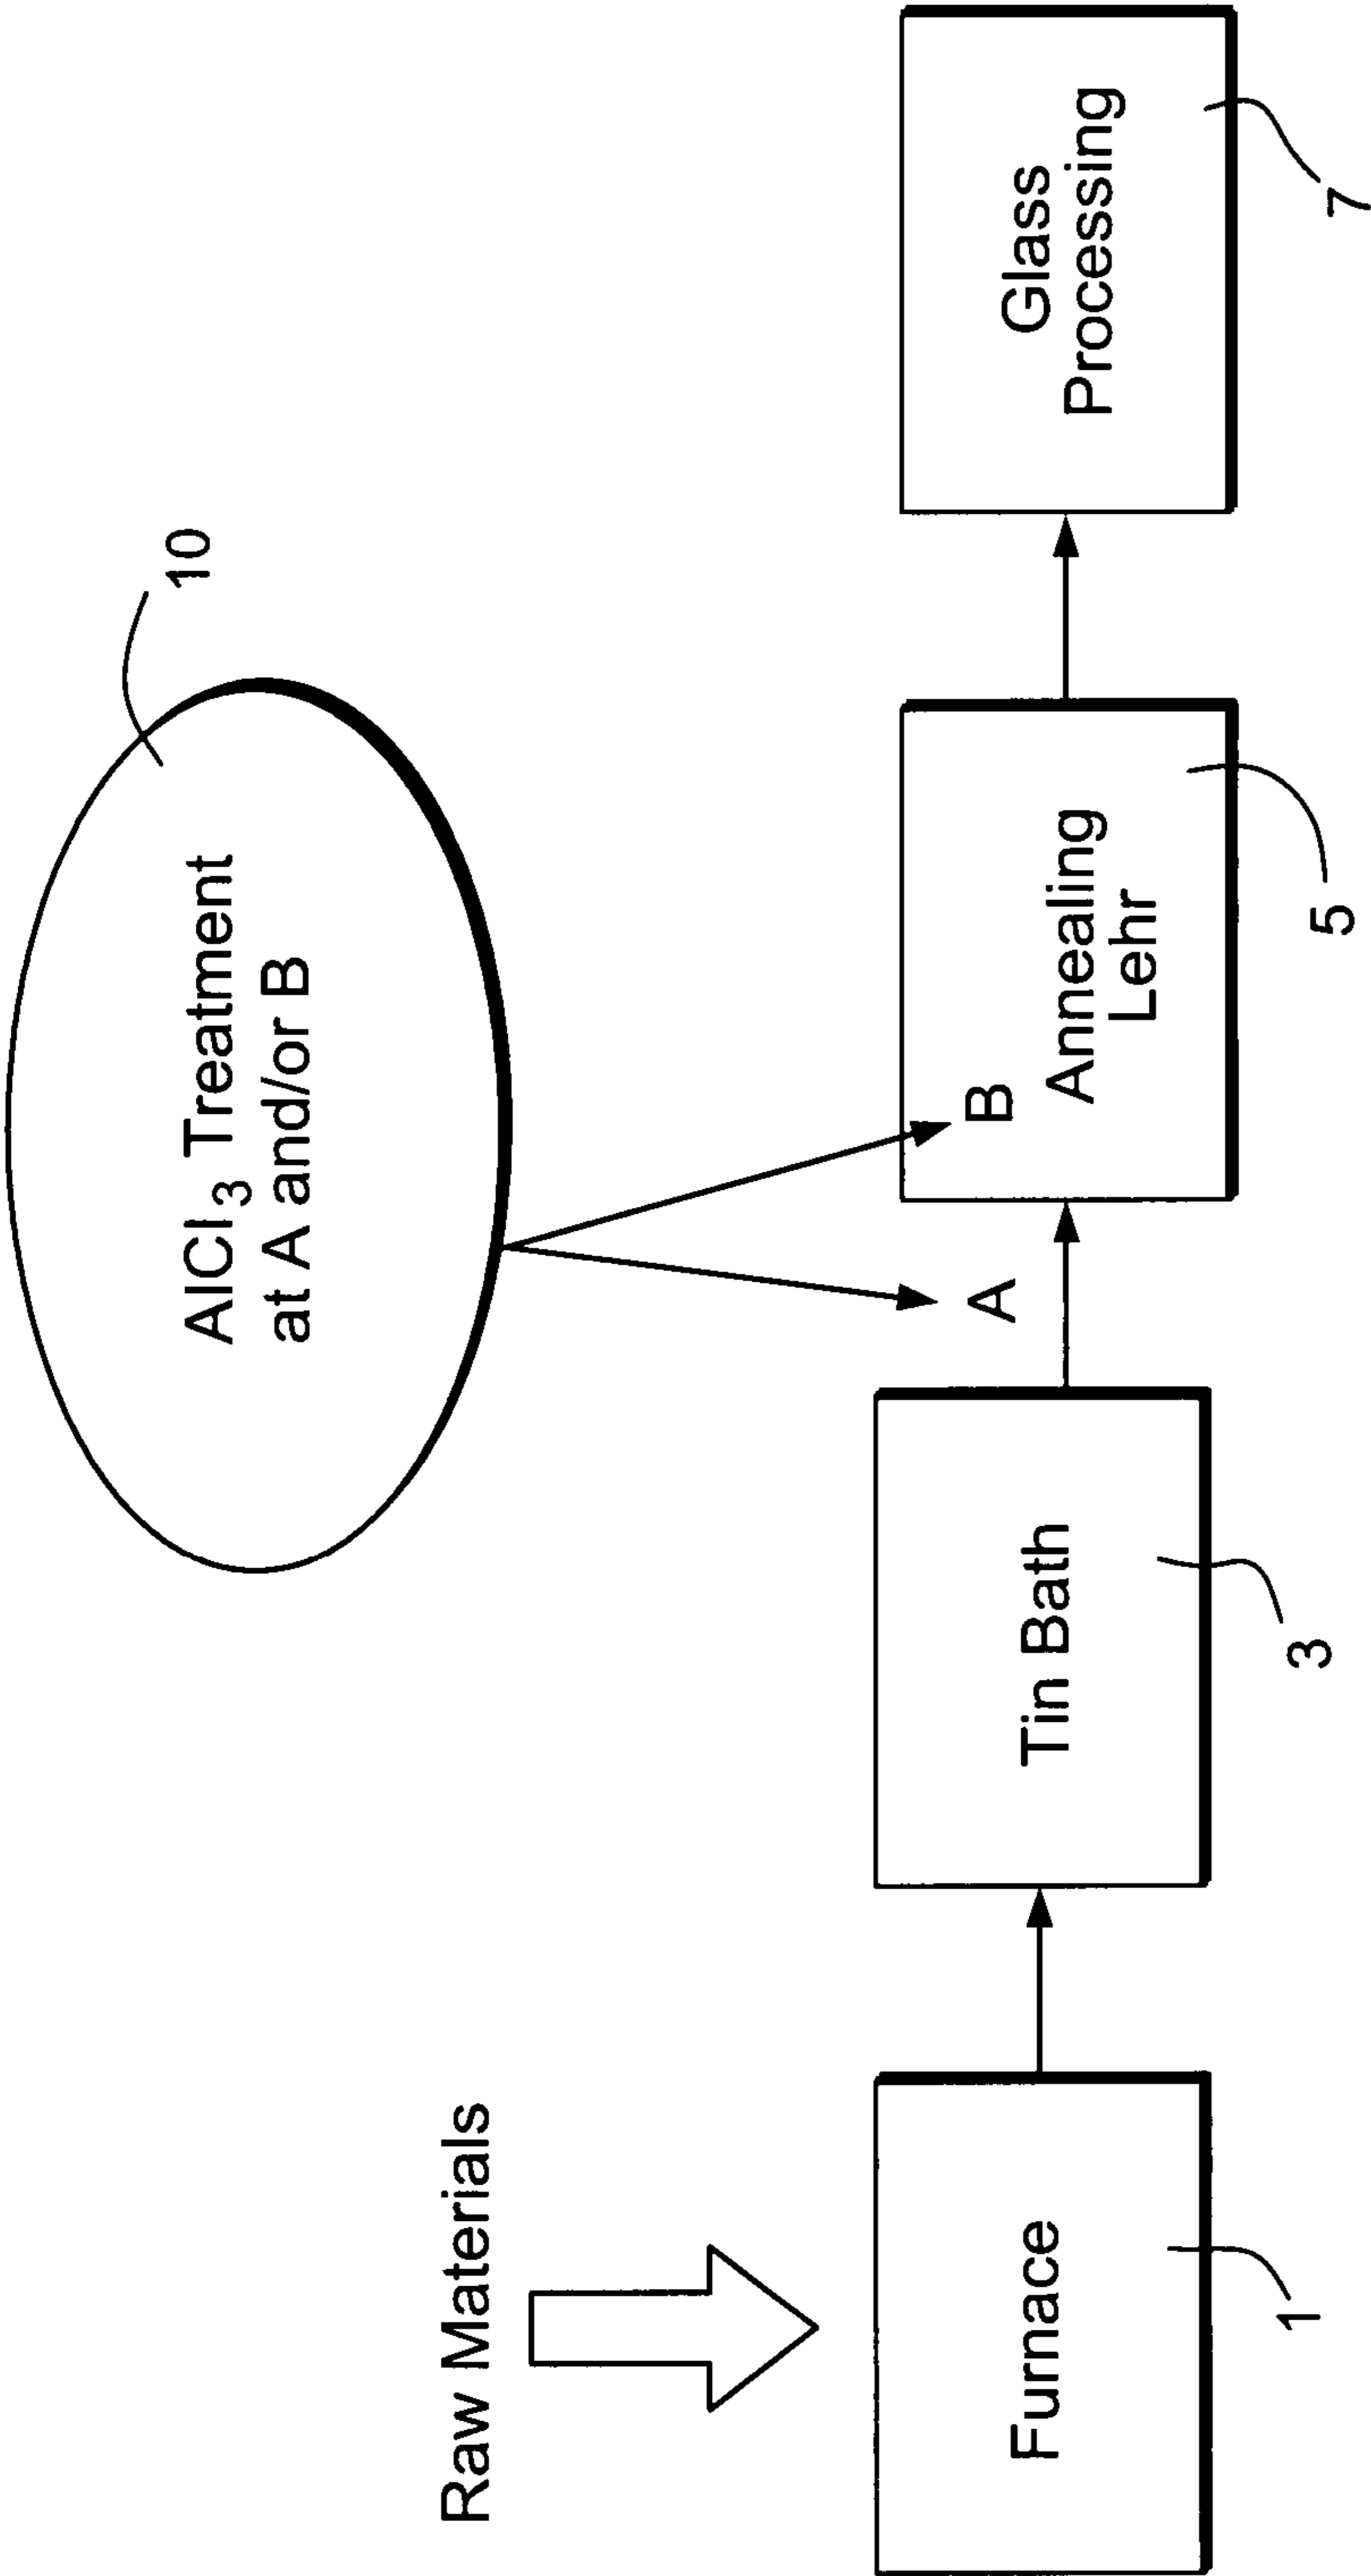 AlCl3 Treatment
at A and/or B
10
Raw Materials
A
B
Furnace
Tin Bath
Annealing
Lehr
Glass
Processing
1
3
5
7